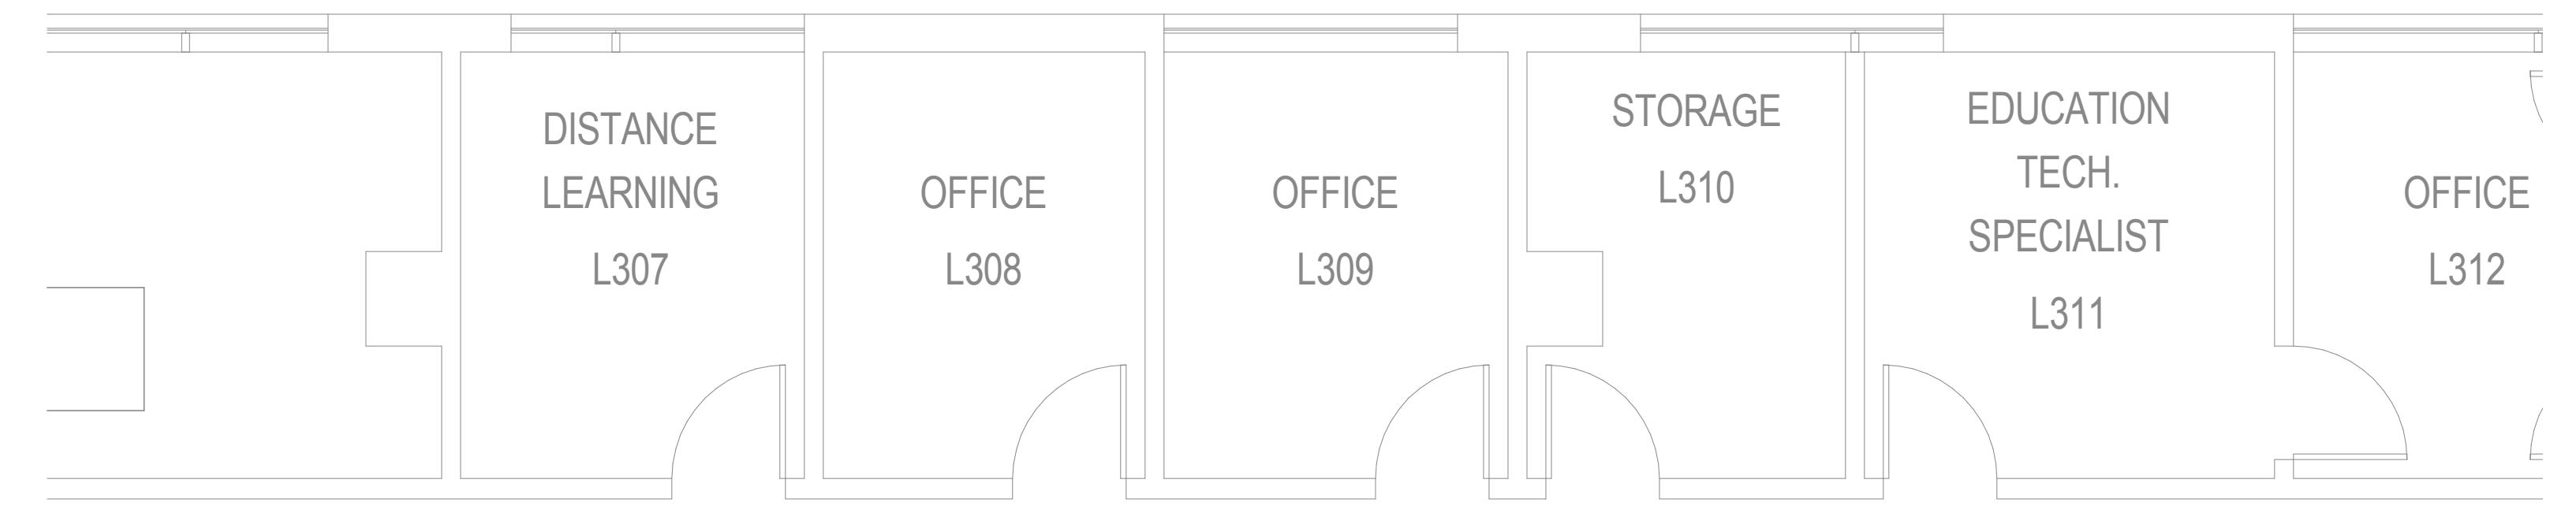 DISTANCE
LEARNING
L307
OFFICE
L308
OFFICE
L309
STORAGE
L310
EDUCATION
TECH.
SPECIALIST
L311
OFFICE
L312